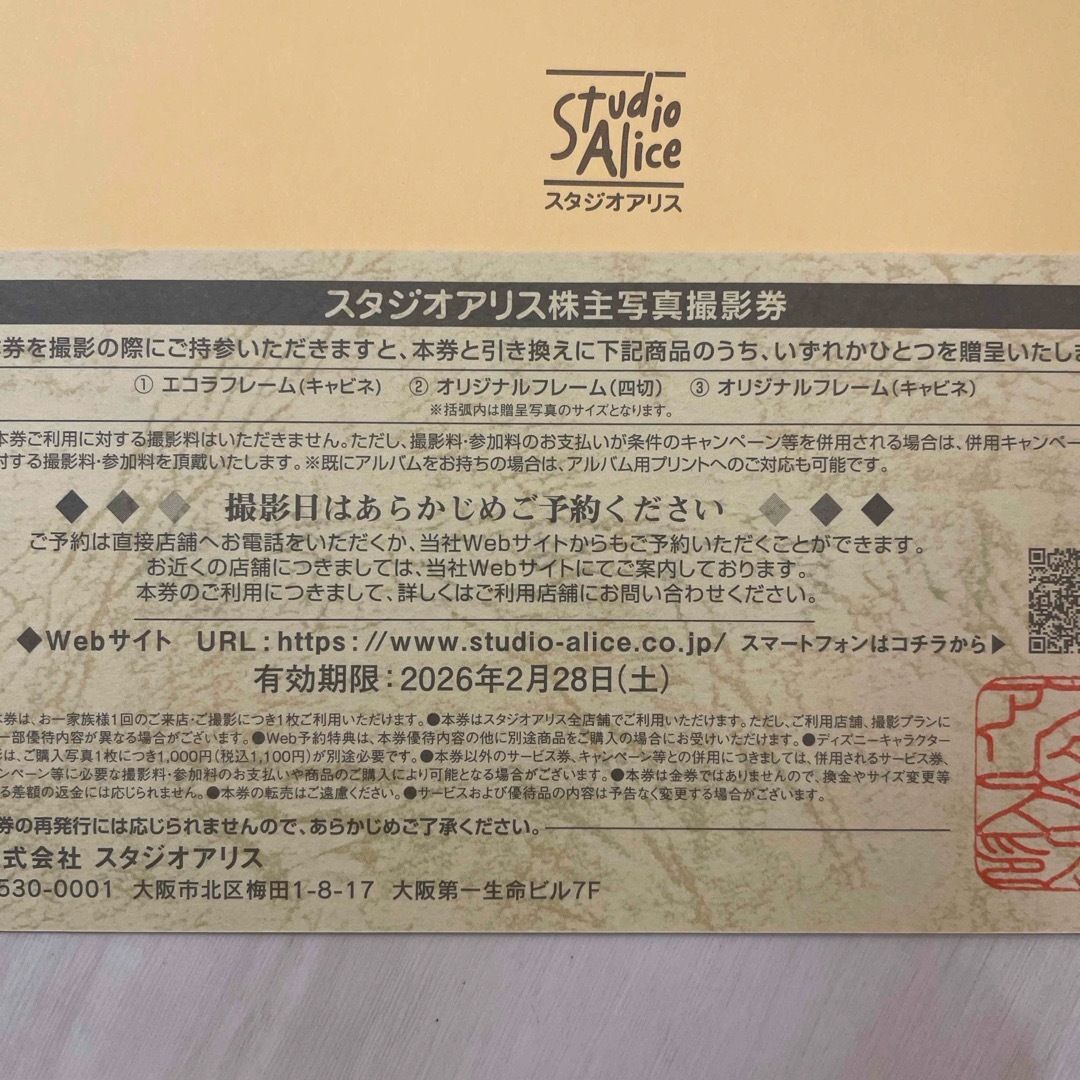 Studio
Alice
スタジオアリス
スタジオアリス株主写真撮影券
券を撮影の際にご持参いただきますと、本券と引き換えに下記商品のうち、いずれかひとつを贈呈いたしま
① エコラフレーム(キャビネ) ② オリジナルフレーム(四切) ③ オリジナルフレーム(キャビネ)
※括弧内は贈呈写真のサイズとなります。
本券ご利用に対する撮影料はいただきません。ただし、撮影料・参加料のお支払いが条件のキャンペーン等を併用される場合は、併用キャンペー
対する撮影料・参加料を頂戴いたします。※既にアルバムをお持ちの場合は、アルバム用プリントへのご対応も可能です。
撮影日はあらかじめご予約ください
ご予約は直接店舗へお電話をいただくか、当社Webサイトからもご予約いただくことができます。
お近くの店舗につきましては、当社Webサイトにてご案内しております。
本券のご利用につきまして、詳しくはご利用店舗にお問い合わせください。
◆Webサイト URL:https://www.studio-alice.co.jp/ スマートフォンはコチラから▶
有効期限:2026年2月28日(土)
本券は、お一家族様1回のご来店・ご撮影につき1枚ご利用いただけます。●本券はスタジオアリス全店舗でご利用いただけます。ただし、ご利用店舗、撮影プランに
一部優待内容が異なる場合がございます。●Web予約特典は、本券優待内容の他に別途商品をご購入の場合にお受けいただけます。●ディズニーキャラクター
は、ご購入写真1枚につき1,000円(税込1,100円)が別途必要です。●本券以外のサービス券、キャンペーン等との併用につきましては、併用されるサービス券、
ンペーン等に必要な撮影料・参加料のお支払いや商品のご購入により可能となる場合がございます。●本券は金券ではありませんので、換金やサイズ変更等
る差額の返金には応じられません。●本券の転売はご遠慮ください。●サービスおよび優待品の内容は予告なく変更する場合がございます。
券の再発行には応じられませんので、あらかじめご了承ください。
式会社 スタジオアリス
530-0001 大阪市北区梅田1-8-17 大阪第一生命ビル7F